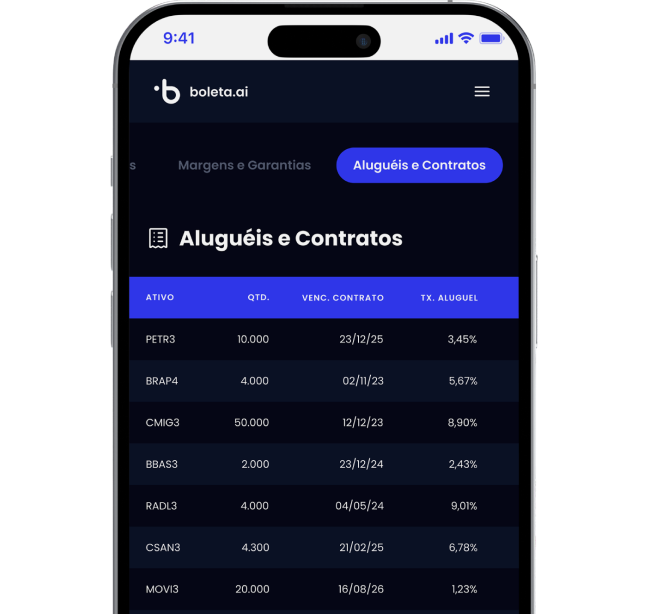 9:41
boleta.ai
s Margens e Garantias Aluguéis e Contratos
Aluguéis e Contratos
ATIVO QTD. VENC. CONTRATO TX. ALUGUEL
PETR3 10.000 23/12/25 3,45%
BRAP4 4.000 02/11/23 5,67%
CMIG3 50.000 12/12/23 8,90%
BBAS3 2.000 23/12/24 2,43%
RADL3 4.000 04/05/24 9,01%
CSAN3 4.300 21/02/25 6,78%
MOVI3 20.000 16/08/26 1,23%